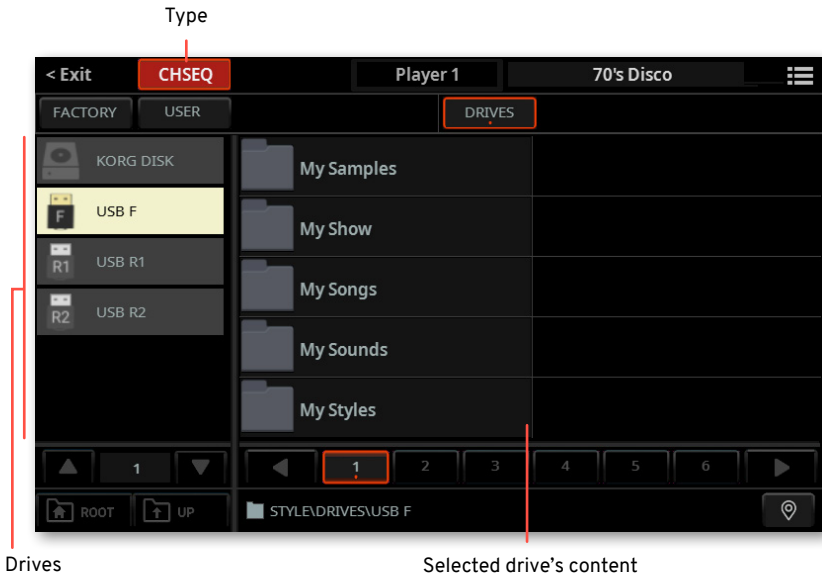 Type
< Exit CHSEQ Player 1 70's Disco
FACTORY USER DRIVES
KORG DISK
F USB F
R1 USB R1
R2 USB R2
My Samples
My Show
My Songs
My Sounds
My Styles
1 1 2 3 4 5 6
ROOT UP STYLE\DRIVES\USB F
Drives Selected drive's content